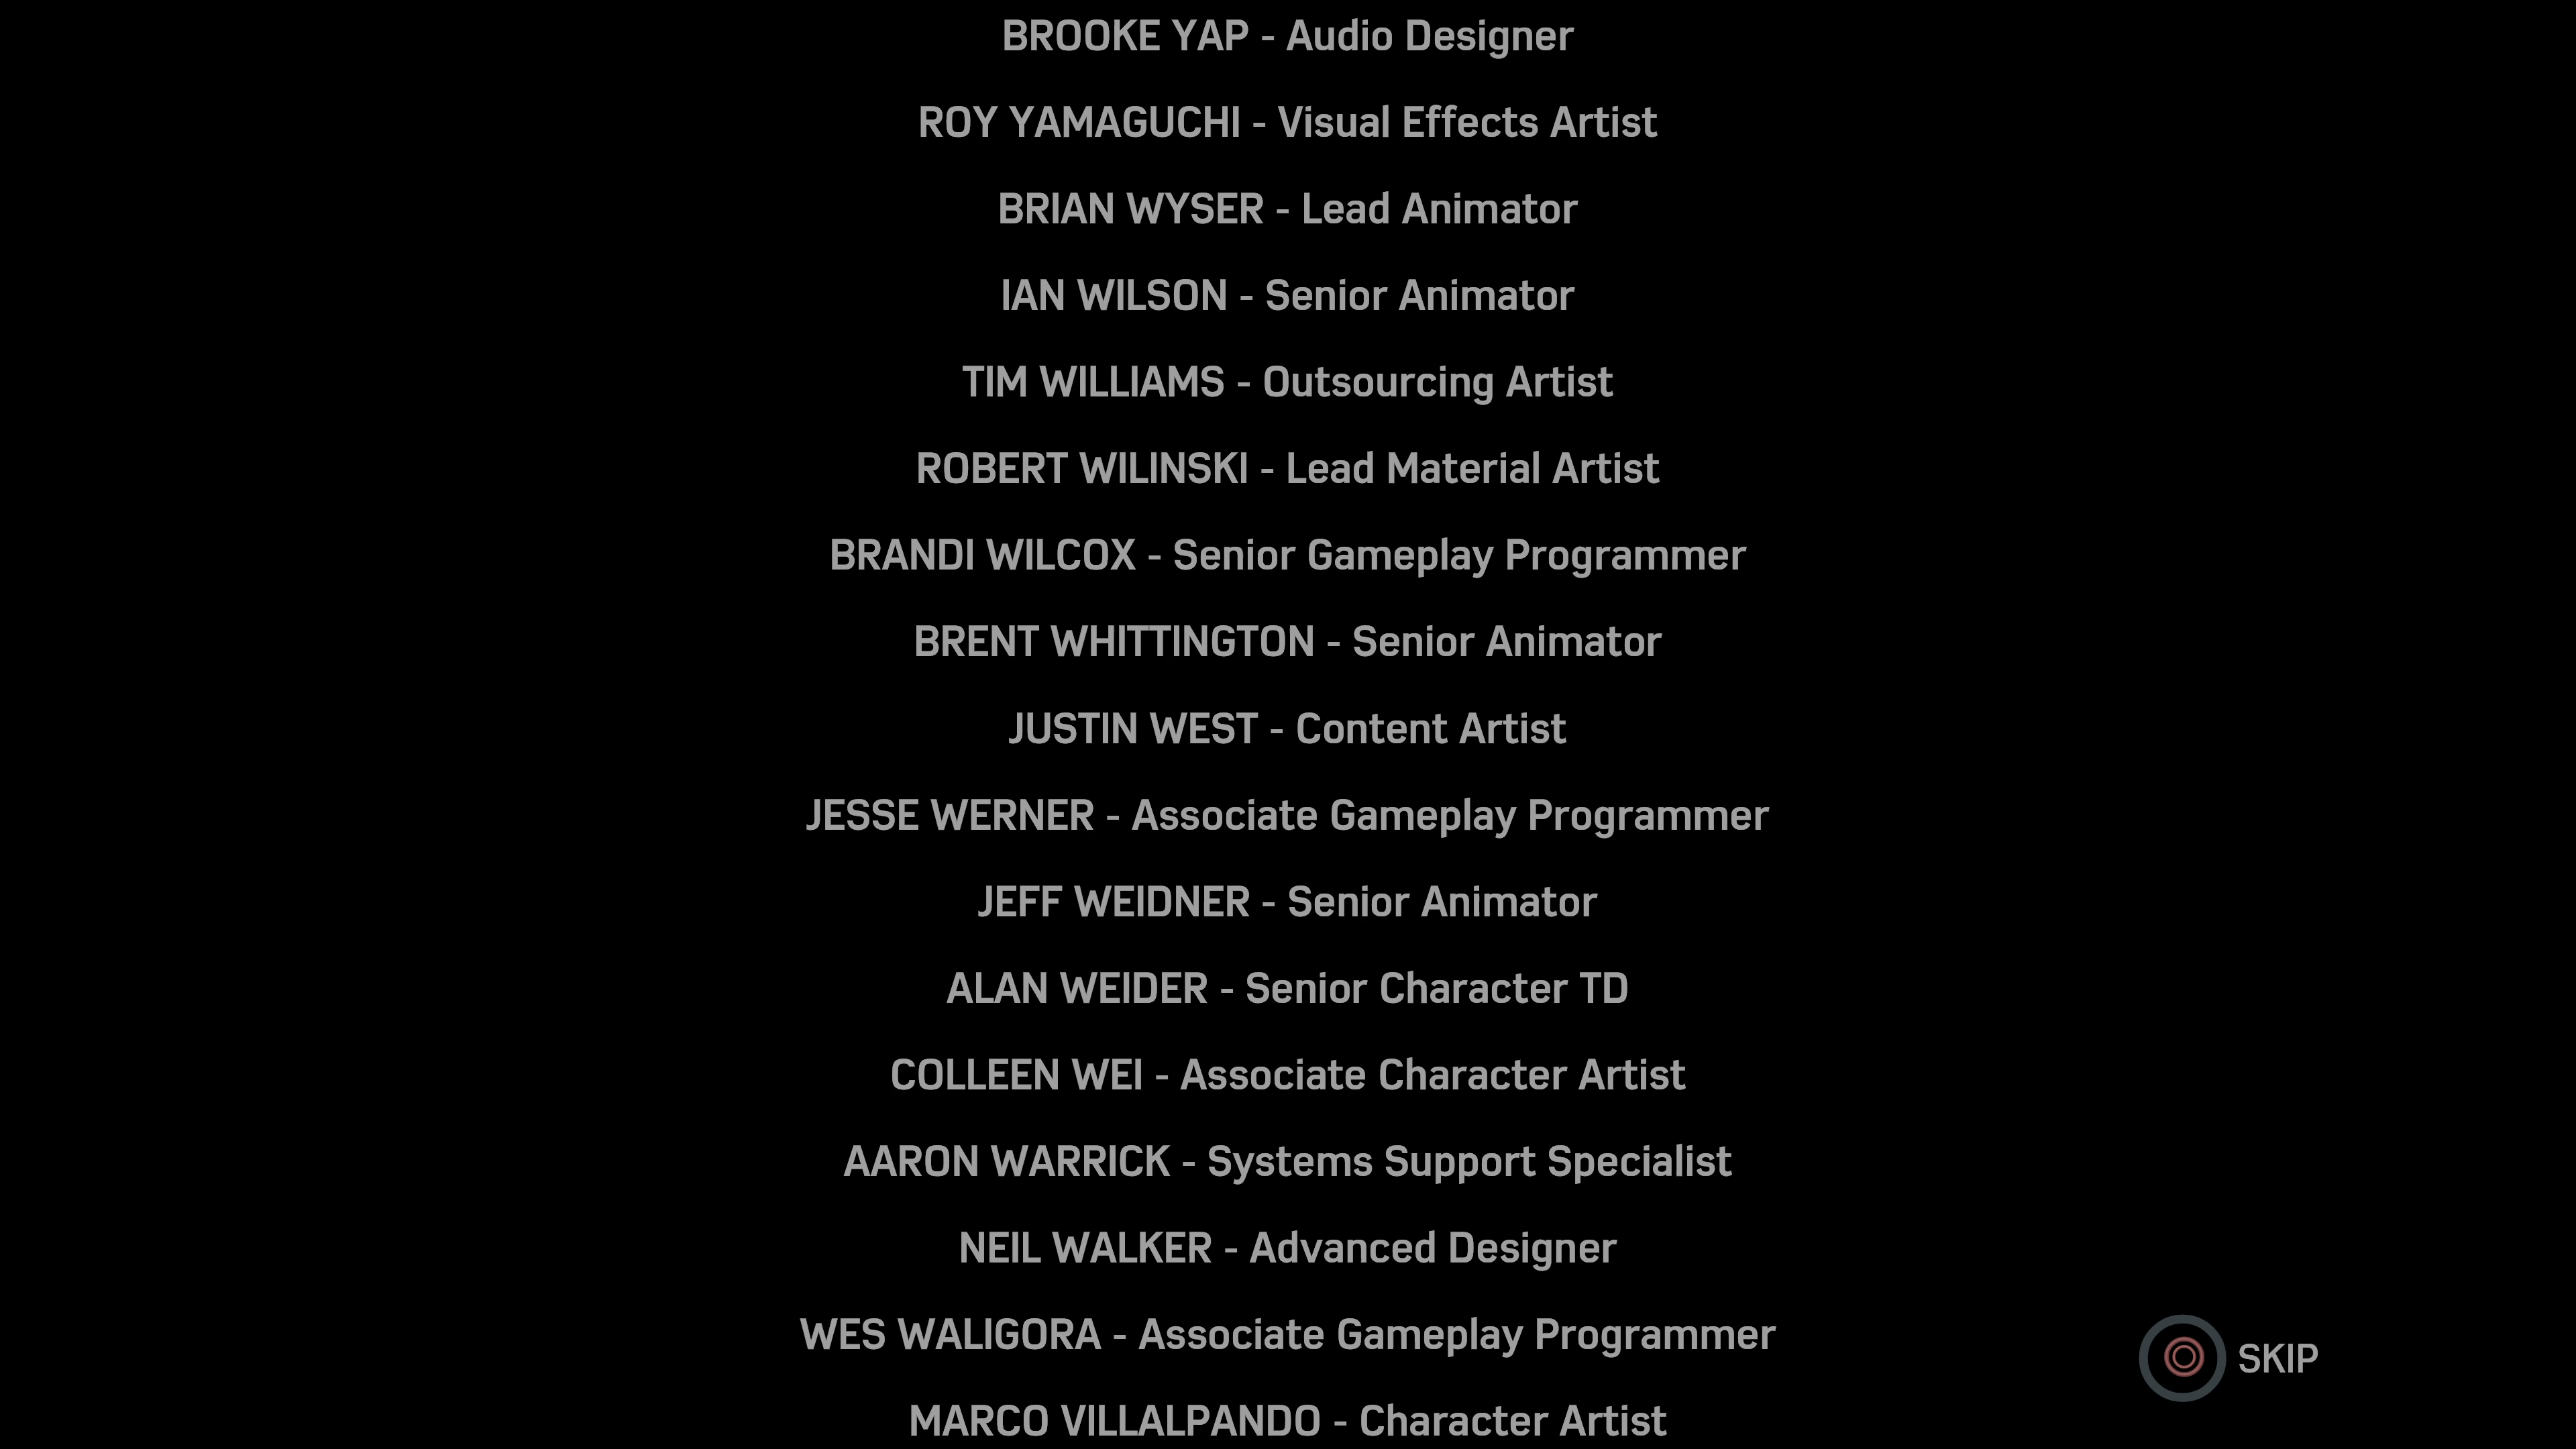 BROOKE YAP - Audio Designer
ROY YAMAGUCHI - Visual Effects Artist
BRIAN WYSER - Lead Animator
IAN WILSON - Senior Animator
TIM WILLIAMS - Outsourcing Artist
ROBERT WILINSKI - Lead Material Artist
BRANDI WILCOX - Senior Gameplay Programmer
BRENT WHITTINGTON - Senior Animator
JUSTIN WEST - Content Artist
JESSE WERNER - Associate Gameplay Programmer
JEFF WEIDNER - Senior Animator
ALAN WEIDER - Senior Character TD
COLLEEN WEI - Associate Character Artist
AARON WARRICK - Systems Support Specialist
NEIL WALKER - Advanced Designer
WES WALIGORA - Associate Gameplay Programmer
SKIP
MARCO VILLALPANDO - Character Artist